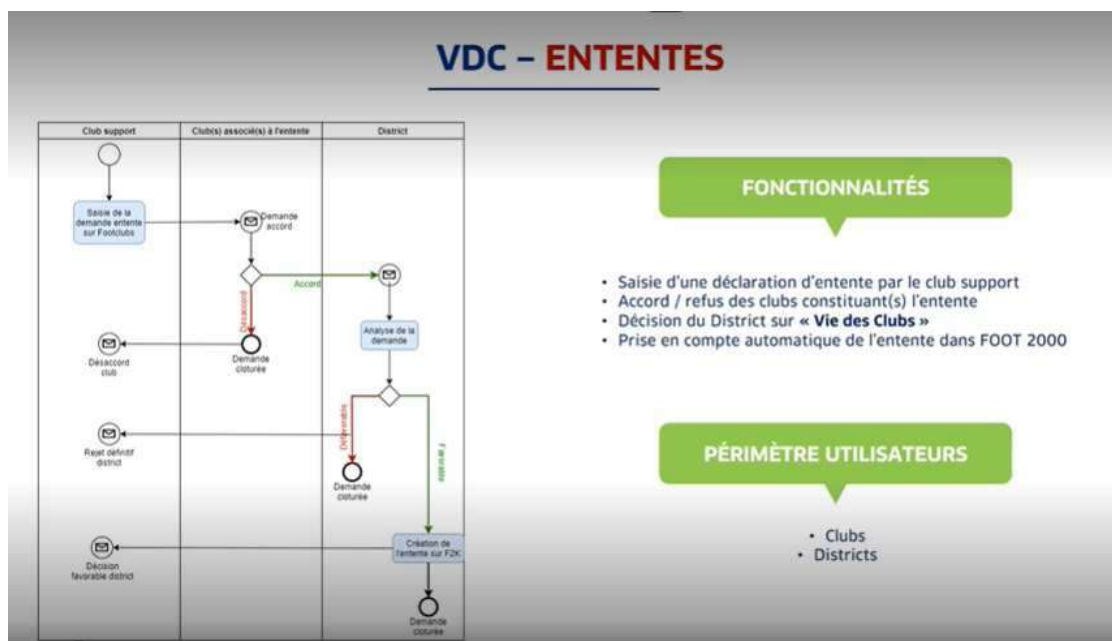 VDC – ENTENTES
Club support
Club(s) associé(s) à l'entente
District
Saisie de la
demande entente
sur Footclubs
Demande
accord
Accord
Désaccord
Désaccord
club
Demande
cloturée
Analyse de la
demande
Défavorable
Favorable
Rejet définitif
district
Demande
cloturée
Création de
l'entente sur F2K
Décision
favorable district
Demande
cloturée
FONCTIONNALITÉS
• Saisie d'une déclaration d'entente par le club support
• Accord / refus des clubs constituant(s) l'entente
• Décision du District sur « Vie des Clubs »
• Prise en compte automatique de l'entente dans FOOT 2000
PÉRIMÈTRE UTILISATEURS
• Clubs
• Districts